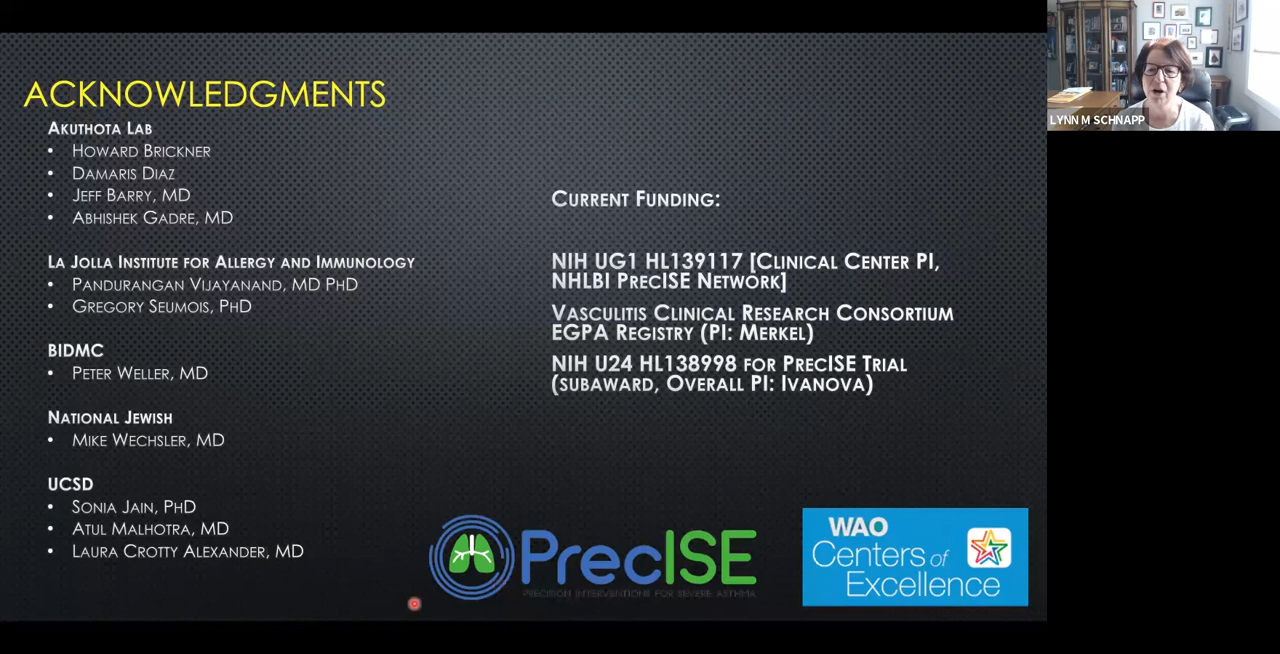 ACKNOWLEDGMENTS
AKUTHOTA LAB
• HOWARD BRICKNER
• DAMARIS DIAZ
• JEFF BARRY, MD
• ABHISHEK GADRE, MD
LA JOLLA INSTITUTE FOR ALLERGY AND IMMUNOLOGY
• PANDURANGAN VIJAYANAND, MD PHD
• GREGORY SEUMOIS, PHD
BIDMC
• PETER WELLER, MD
NATIONAL JEWISH
• MIKE WECHSLER, MD
UCSD
• SONIA JAIN, PHD
• ATUL MALHOTRA, MD
• LAURA CROTTY ALEXANDER, MD
CURRENT FUNDING:
NIH UG1 HL139117 [CLINICAL CENTER PI,
NHLBI PRECISE NETWORK]
VASCULITIS CLINICAL RESEARCH CONSORTIUM
EGPA REGISTRY (PI: MERKEL)
NIH U24 HL138998 FOR PRECISE TRIAL
(SUBAWARD, OVERALL PI: IVANOVA)
PrecISE
PRECISION INTERVENTIONS FOR SEVERE ASTHMA
WAO
Centers of
Excellence
LYNN M SCHNAPP